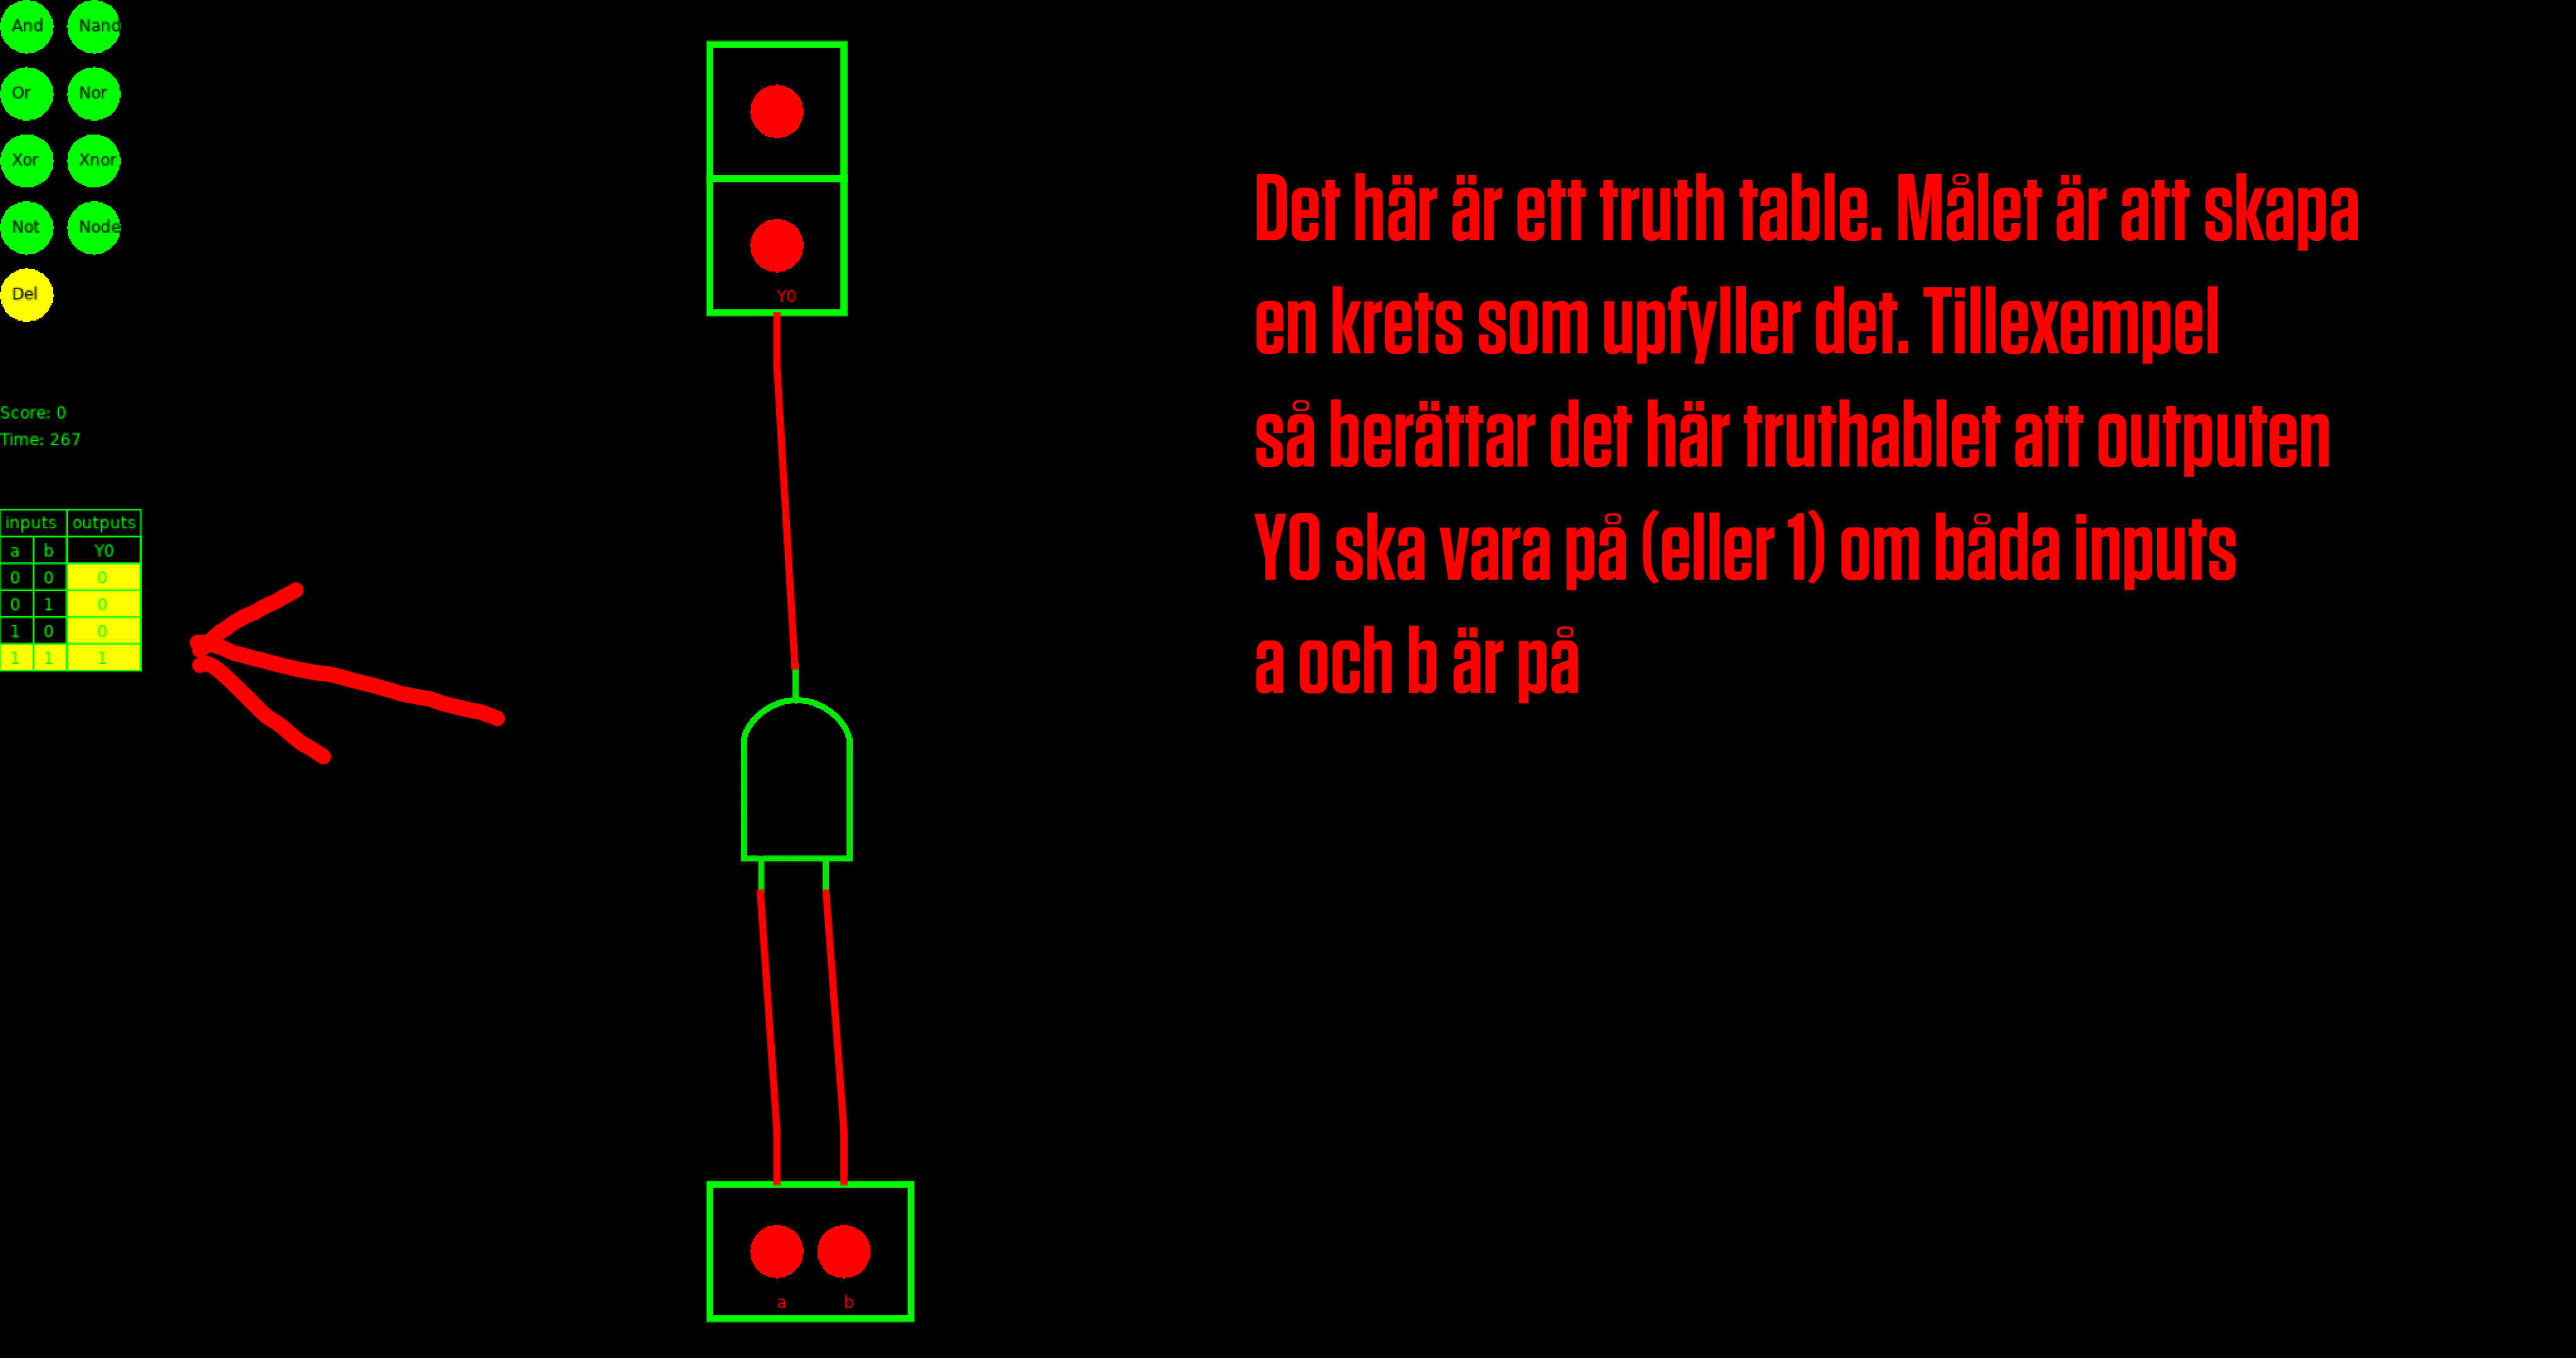 And Nand
Or Nor
Xor Xnor
Not Node
Del
Score: 0
Time: 267
inputs outputs
a b Y0
0 0 0
0 1 0
1 0 0
1 1 1
Y0
a b
Det här är ett truth table. Målet är att skapa
en krets som upfyller det. Tillexempel
så berättar det här truthablet att outputen
Y0 ska vara på (eller 1) om båda inputs
a och b är på